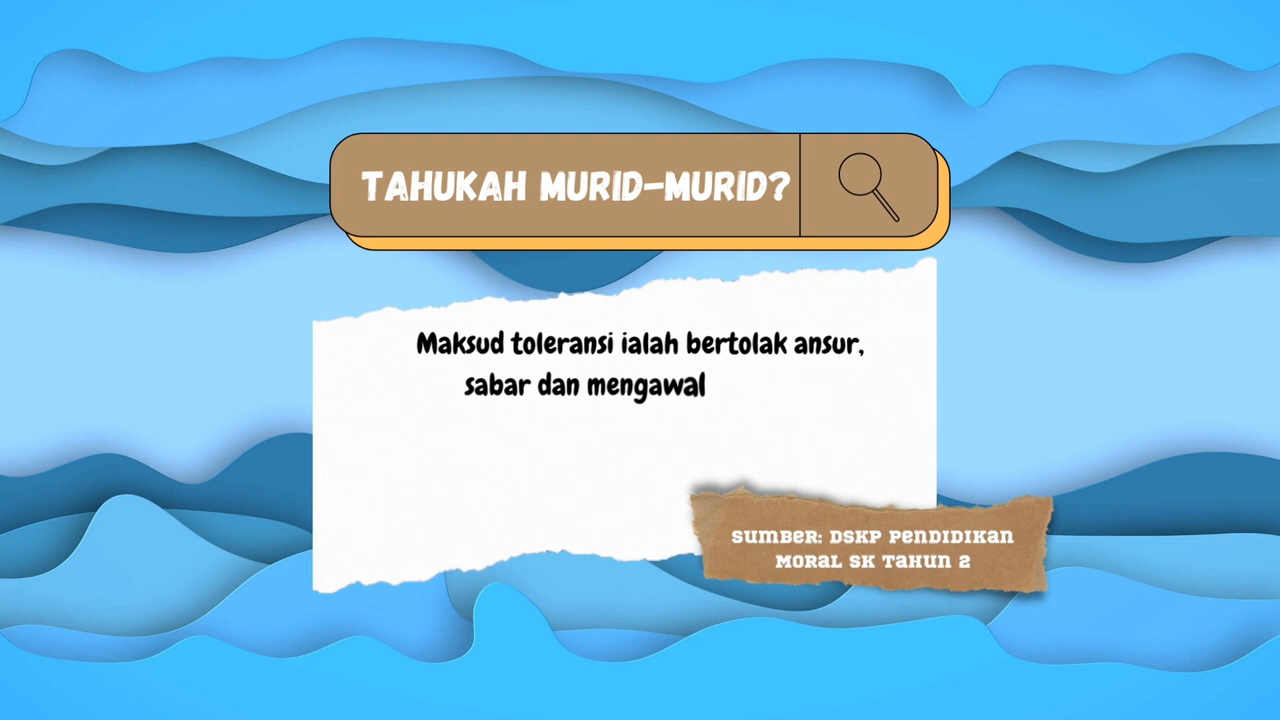 TAHUKAH MURID-MURID?
Maksud toleransi ialah bertolak ansur,
sabar dan mengawal
SUMBER: DSKP PENDIDIKAN
MORAL SK TAHUN 2